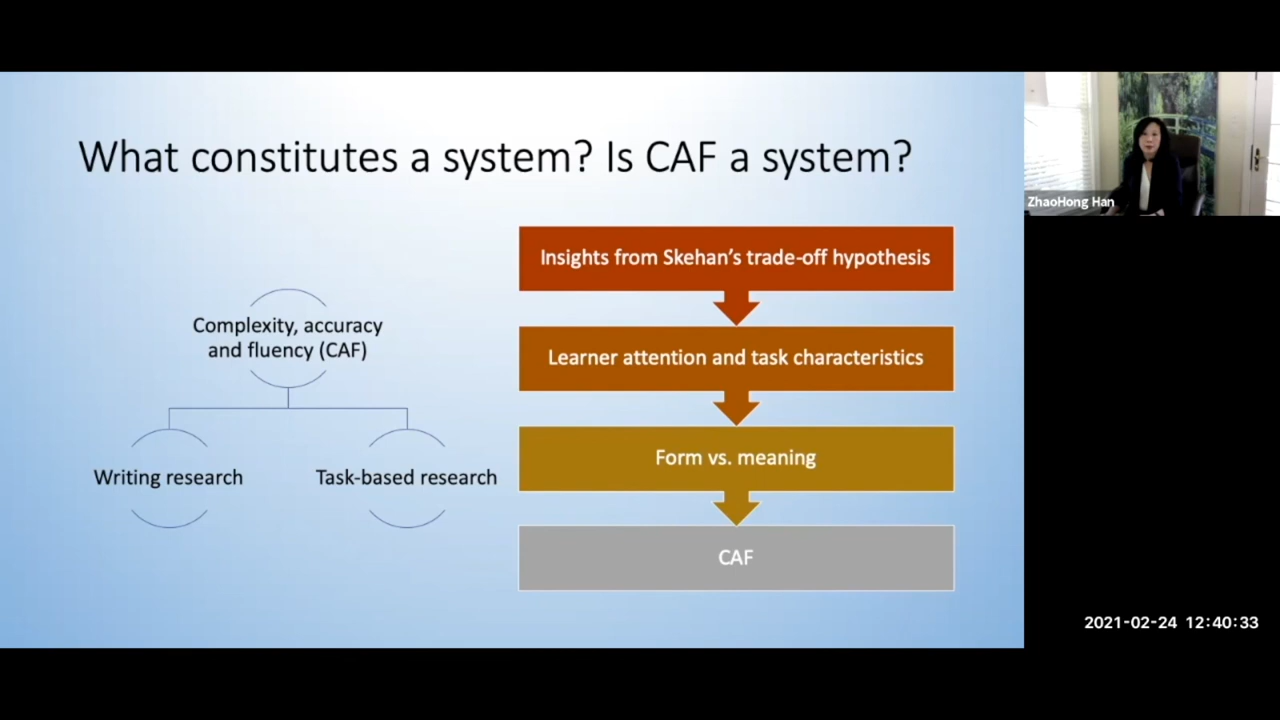 What constitutes a system? Is CAF a system?
Complexity, accuracy
and fluency (CAF)
Writing research
Task-based research
Insights from Skehan’s trade-off hypothesis
Learner attention and task characteristics
Form vs. meaning
CAF
ZhaoHong Han
2021-02-24 12:40:33